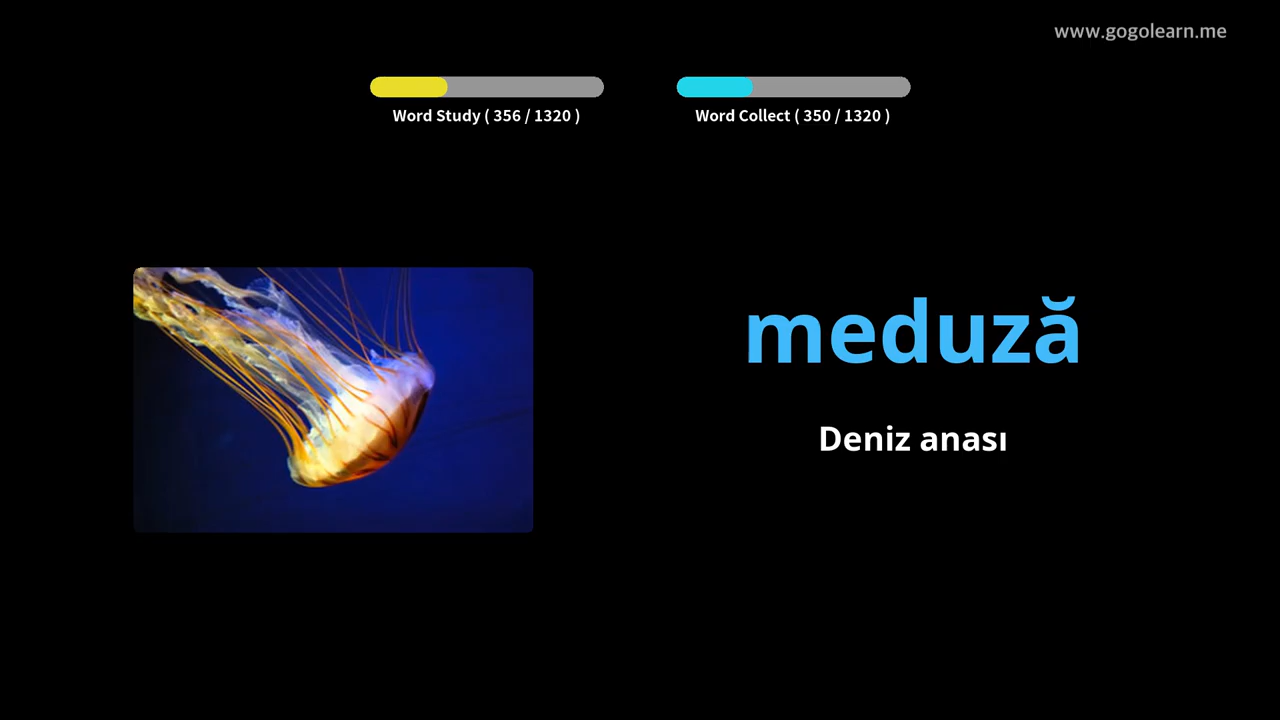 www.gogolearn.me
Word Study ( 356 / 1320 )
Word Collect ( 350 / 1320 )
meduză
Deniz anası